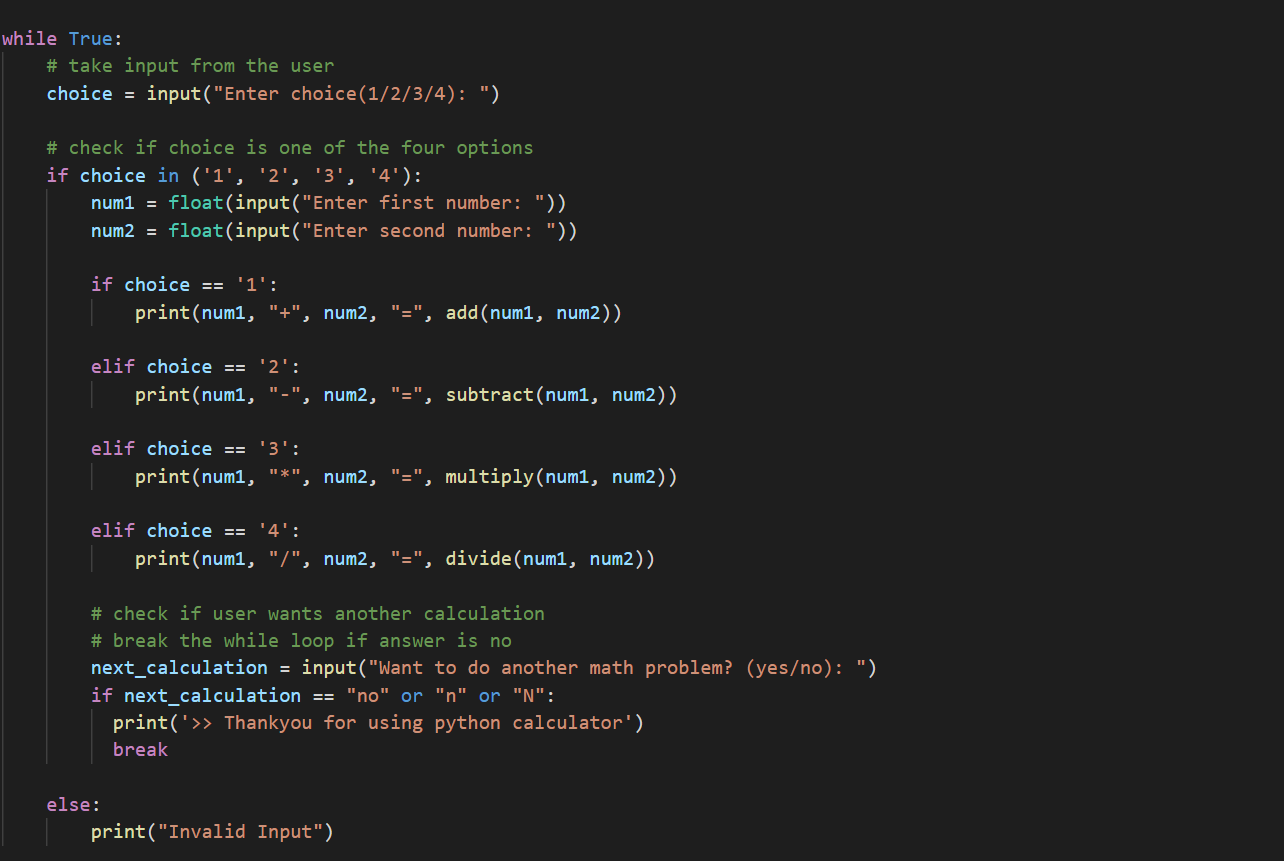 while True:
    # take input from the user
    choice = input("Enter choice(1/2/3/4): ")
    # check if choice is one of the four options
    if choice in ('1', '2', '3', '4'):
        num1 = float(input("Enter first number: "))
        num2 = float(input("Enter second number: "))
        if choice == '1':
            print(num1, "+", num2, "=", add(num1, num2))
        elif choice == '2':
            print(num1, "-", num2, "=", subtract(num1, num2))
        elif choice == '3':
            print(num1, "*", num2, "=", multiply(num1, num2))
        elif choice == '4':
            print(num1, "/", num2, "=", divide(num1, num2))
        # check if user wants another calculation
        # break the while loop if answer is no
        next_calculation = input("Want to do another math problem? (yes/no): ")
        if next_calculation == "no" or "n" or "N":
          print('>> Thankyou for using python calculator')
          break
    else:
        print("Invalid Input")